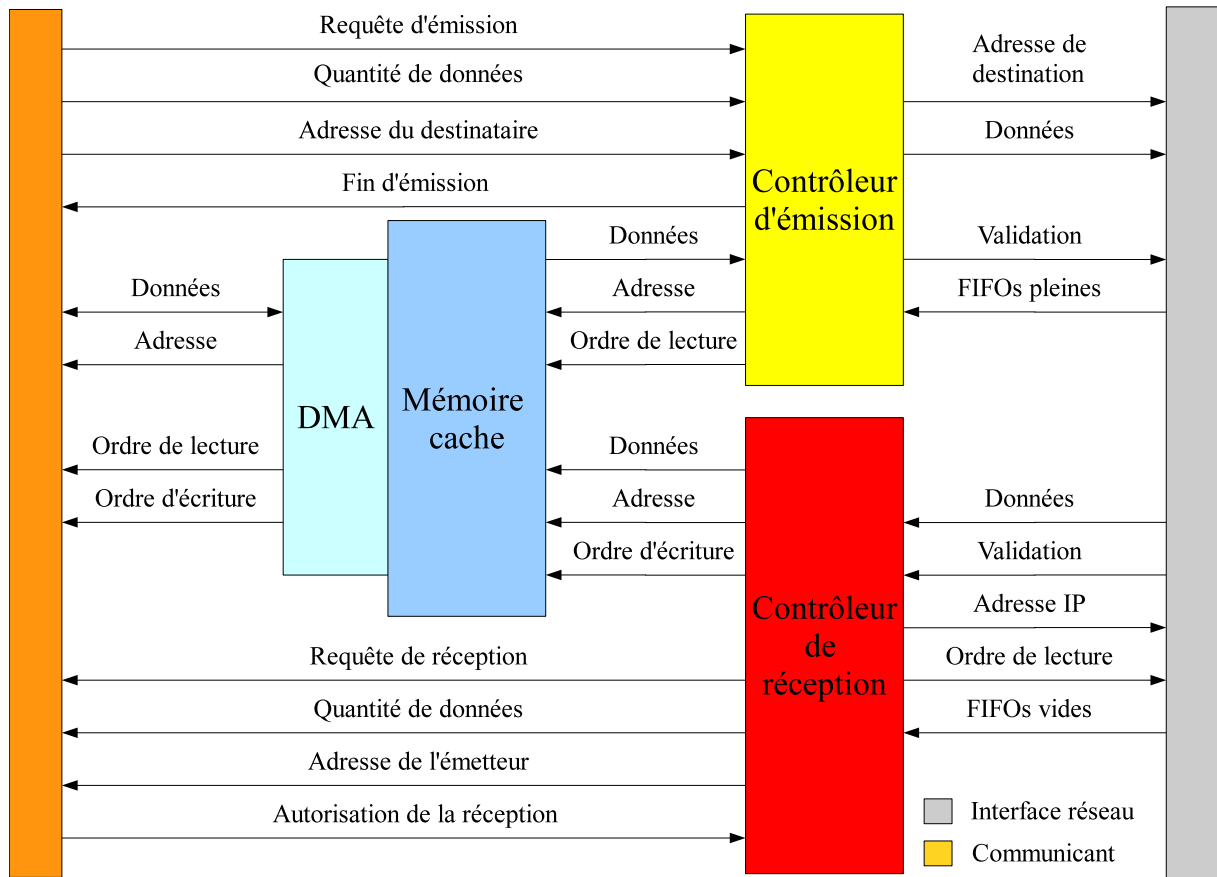 Requête d'émission
Adresse de
destination
Quantité de données
Adresse du destinataire
Données
Fin d'émission
Contrôleur
d'émission
Données
Validation
Données
Adresse
FIFOs pleines
Adresse
Ordre de lecture
DMA
Mémoire
cache
Ordre de lecture
Données
Ordre d'écriture
Adresse
Données
Ordre d'écriture
Validation
Contrôleur
de
réception
Adresse IP
Requête de réception
Ordre de lecture
Quantité de données
FIFOs vides
Adresse de l'émetteur
Autorisation de la réception
Interface réseau
Communicant